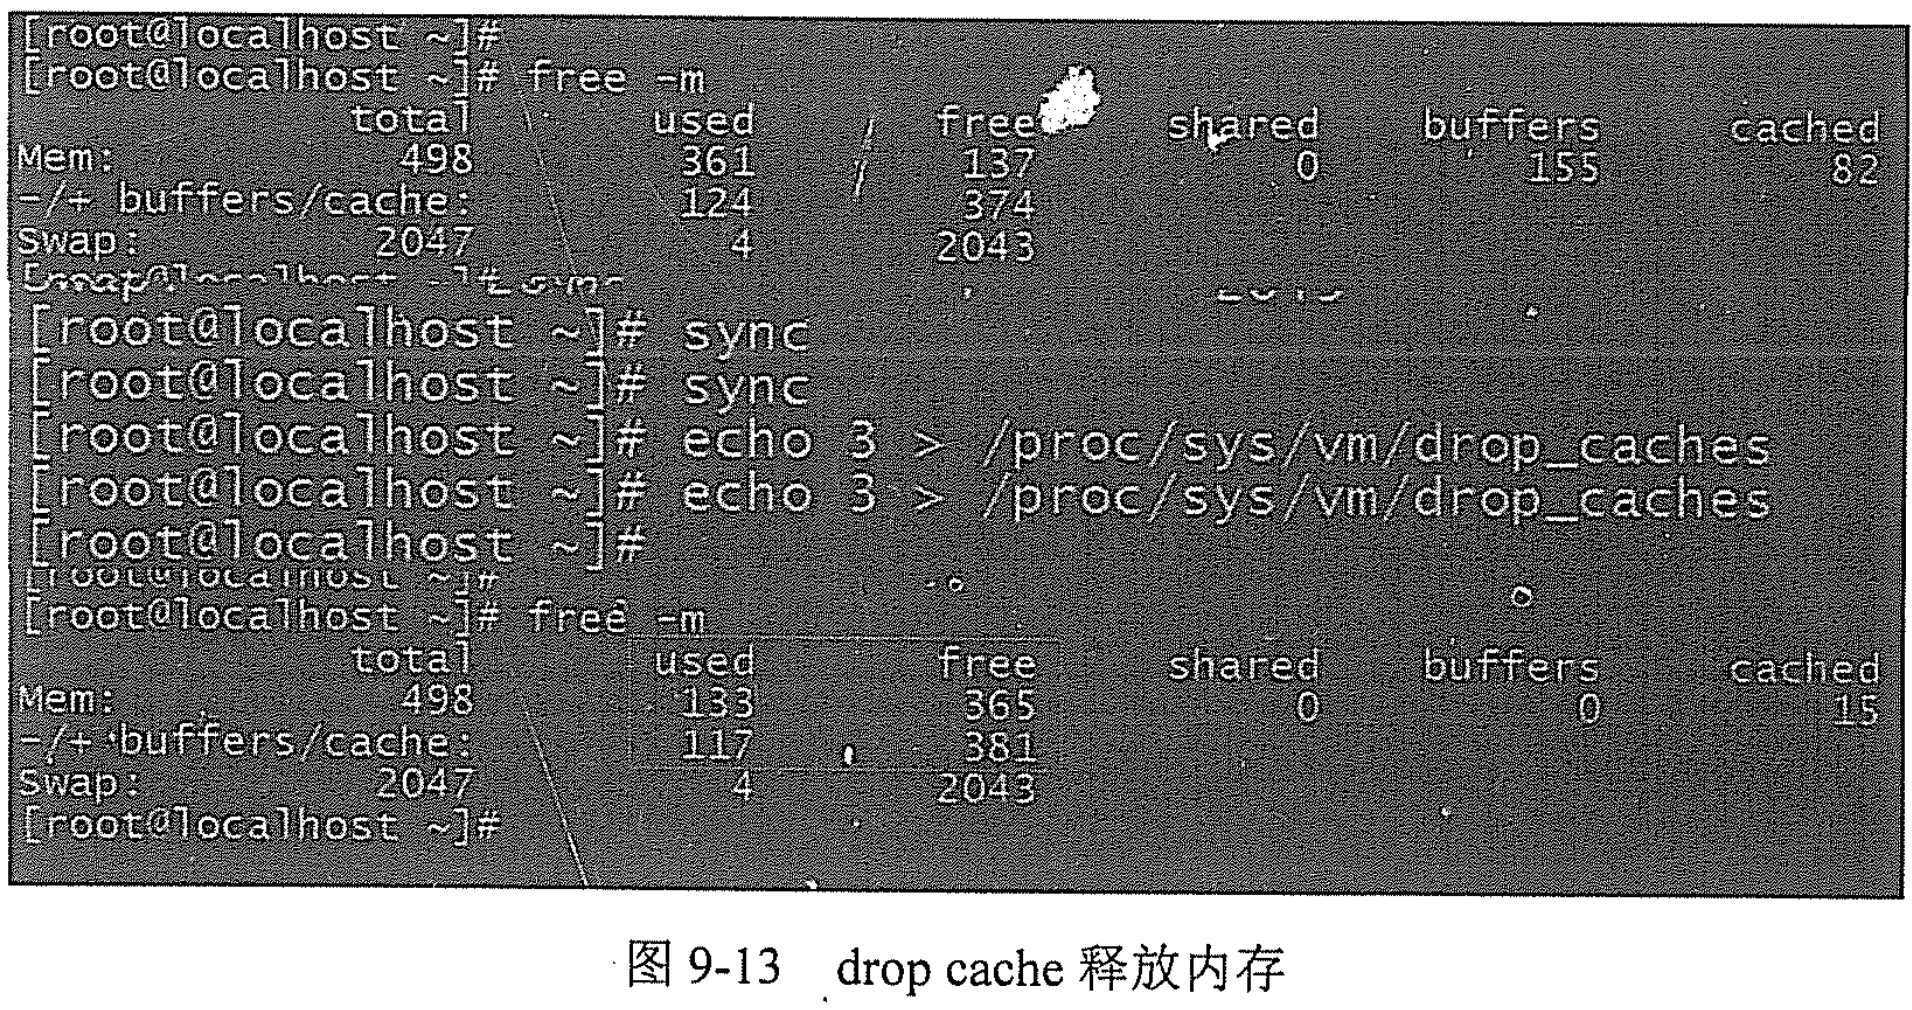 [root@localhost ~]#
[root@localhost ~]# free -m
total used free shared buffers cached
Mem: 498 361 137 0 155 82
-/+ buffers/cache: 124 374
Swap: 2047 4 2043
[root@localhost ~]# sync
[root@localhost ~]# sync
[root@localhost ~]# echo 3 > /proc/sys/vm/drop_caches
[root@localhost ~]# echo 3 > /proc/sys/vm/drop_caches
[root@localhost ~]#
[root@localhost ~]#
[root@localhost ~]# free -m
total used free shared buffers cached
Mem: 498 133 365 0 0 15
-/+ buffers/cache: 117 381
Swap: 2047 4 2043
[root@localhost ~]#
图 9-13 drop cache 释放内存